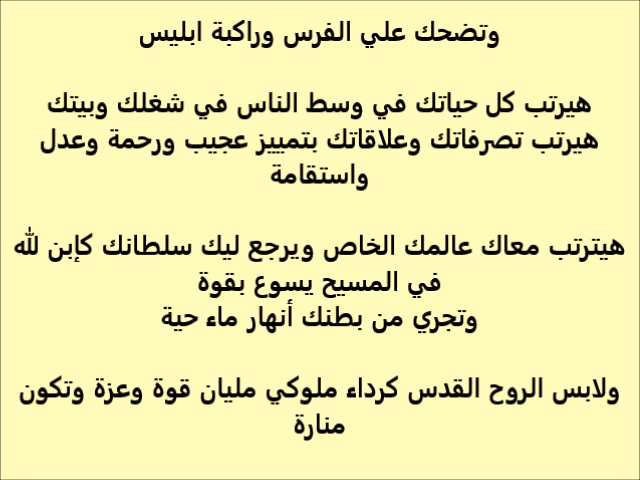 وتضحك علي الفرس وراكبة ابليس
هيرتب كل حياتك في وسط الناس في شغلك وبيتك
هيرتب تصرفاتك وعلاقاتك بتمييز عجيب ورحمة وعدل
واستقامة
هيترتب معاك عالمك الخاص ويرجع ليك سلطانك كإبن لله
في المسيح يسوع بقوة
وتجري من بطنك أنهار ماء حية
ولابس الروح القدس كرداء ملوكي مليان قوة وعزة وتكون
منارة